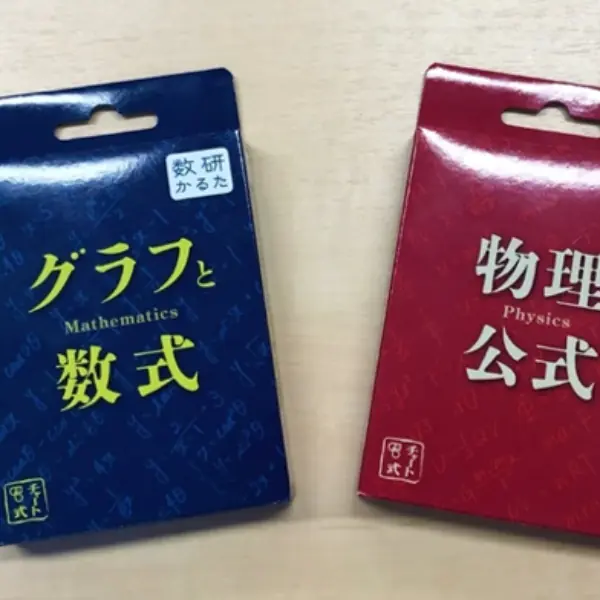 数研
かるた
グラフと
Mathematics
数式
チャート
式
物理
Physics
公式
チャート
式